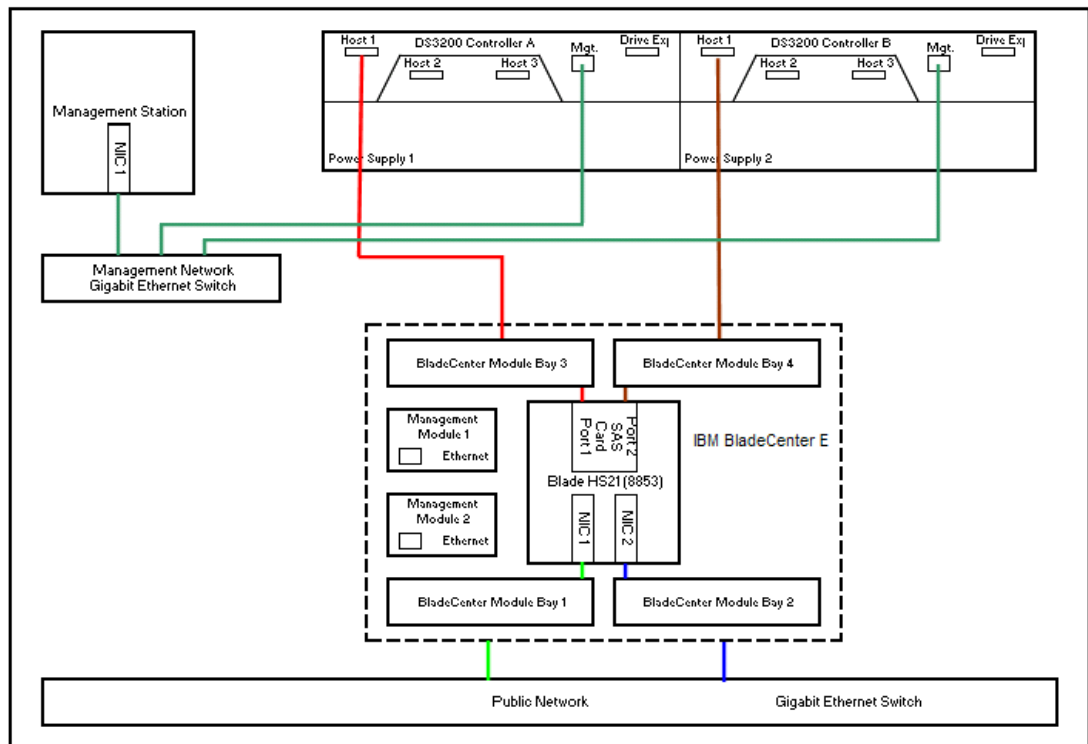 Host 1
DS3200 Controller A
Mgt.
Drive Exp
Host 2
Host 3
Host 1
DS3200 Controller B
Mgt.
Drive Exp
Host 2
Host 3
Management Station
NIC 1
Power Supply 1
Power Supply 2
Management Network
Gigabit Ethernet Switch
BladeCenter Module Bay 3
BladeCenter Module Bay 4
Management
Module 1
Ethernet
Port 2
SAS
Card
Port 1
IBM BladeCenter E
Blade HS21(8853)
Management
Module 2
Ethernet
NIC 1
NIC 2
BladeCenter Module Bay 1
BladeCenter Module Bay 2
Public Network
Gigabit Ethernet Switch